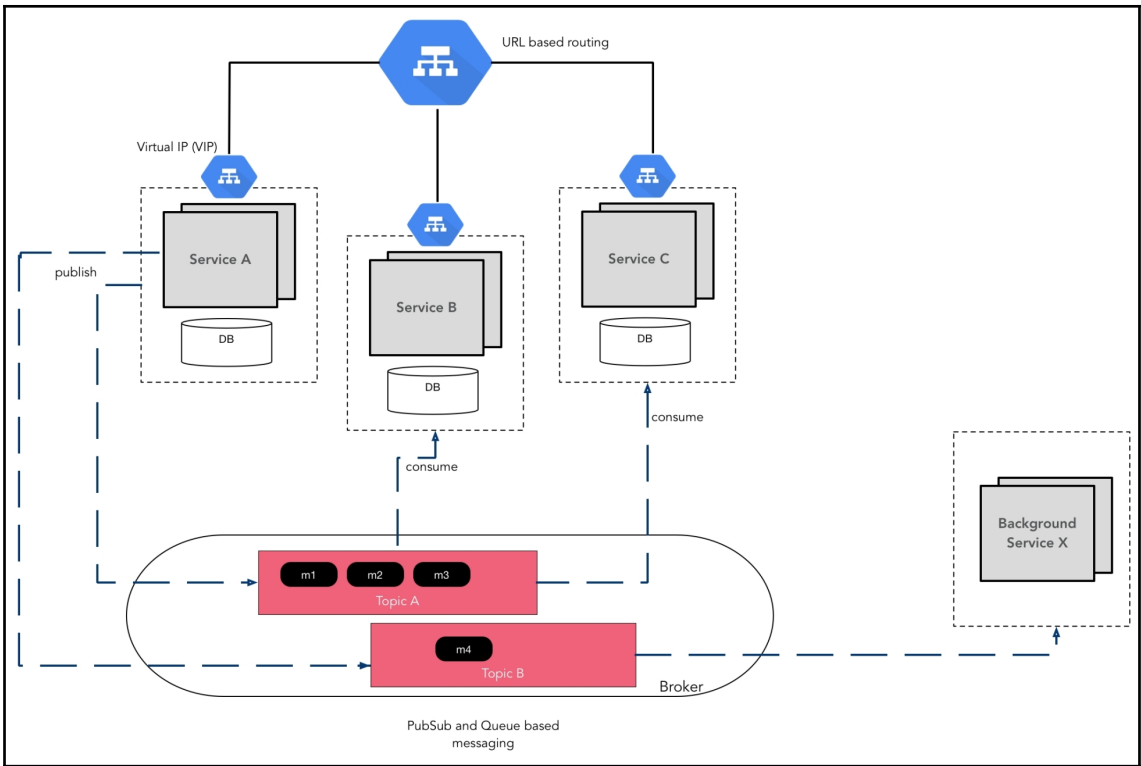 URL based routing
Virtual IP (VIP)
Service A
Service B
Service C
publish
DB
DB
DB
consume
consume
Background
Service X
m1
m2
m3
Topic A
m4
Topic B
Broker
PubSub and Queue based
messaging